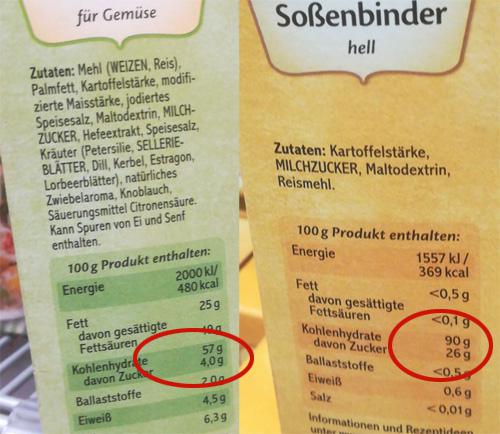 für Gemüse
Zutaten: Mehl (WEIZEN, Reis),
Palmfett, Kartoffelstärke, modifi-
zierte Maisstärke, jodiertes
Speisesalz, Maltodextrin, MILCH-
ZUCKER, Hefeextrakt, Speisesalz,
Kräuter (Petersilie, SELLERIE-
BLÄTTER, Dill, Kerbel, Estragon,
Lorbeerblätter), natürliches
Zwiebelaroma, Knoblauch,
Säuerungsmittel Citronensäure.
Kann Spuren von Ei und Senf
enthalten.
100 g Produkt enthalten:
Energie 2000 kJ/
480 kcal
Fett 25 g
davon gesättigte
Fettsäuren
Kohlenhydrate 57 g
davon Zucker 4,0 g
Ballaststoffe 2,0 g
Eiweiß 4,5 g
6,3 g
Soßenbinder
hell
Zutaten: Kartoffelstärke,
MILCHZUCKER, Maltodextrin,
Reismehl.
100 g Produkt enthalten:
Energie 1557 kJ /
369 kcal
Fett <0,5 g
davon gesättigte
Fettsäuren <0,1 g
Kohlenhydrate 90 g
davon Zucker 26 g
Ballaststoffe <0,5 g
Eiweiß 0,6 g
Salz <0,01 g
Informationen und Rezeptideen